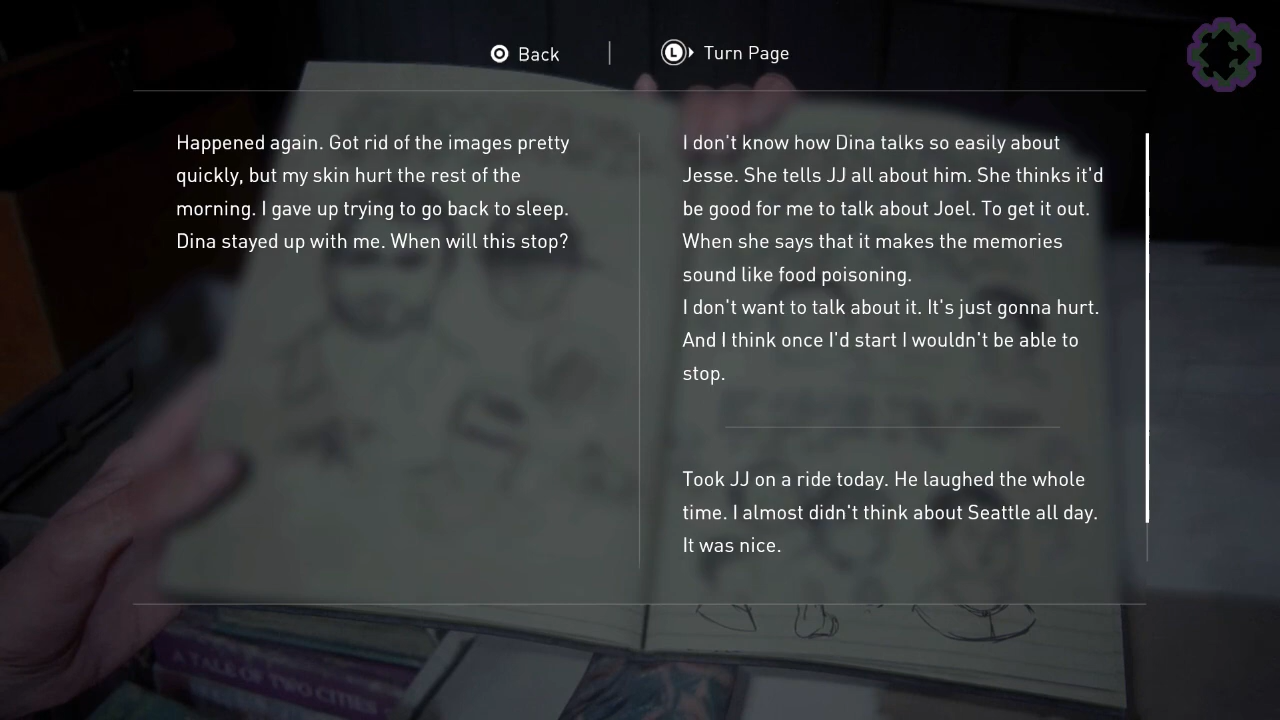 Back
L Turn Page
Happened again. Got rid of the images pretty
quickly, but my skin hurt the rest of the
morning. I gave up trying to go back to sleep.
Dina stayed up with me. When will this stop?
I don't know how Dina talks so easily about
Jesse. She tells JJ all about him. She thinks it'd
be good for me to talk about Joel. To get it out.
When she says that it makes the memories
sound like food poisoning.
I don't want to talk about it. It's just gonna hurt.
And I think once I'd start I wouldn't be able to
stop.
Took JJ on a ride today. He laughed the whole
time. I almost didn't think about Seattle all day.
It was nice.
A TALE OF TWO CITIES